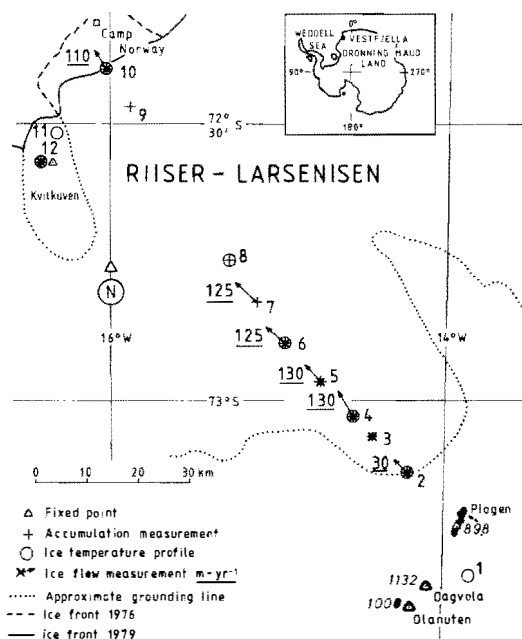 Camp
Norway
110
10
9
11
12
Kvitkuven
72°
30'
S
WEDDELL
SEA
0°
VESTFJELLA
DRONNING MAUD
LAND
90°
270°
180°
RIISER - LARSENISEN
N
8
125
7
16°W
14°W
125
6
130
5
73°S
130
4
3
30
2
0 10 20 30 km
Plogen
898
1
1132
Dagvola
Olanuten
Fixed point
Accumulation measurement
Ice temperature profile
Ice flow measurement m-yr-1
Approximate grounding line
Ice front 1976
ice front 1979